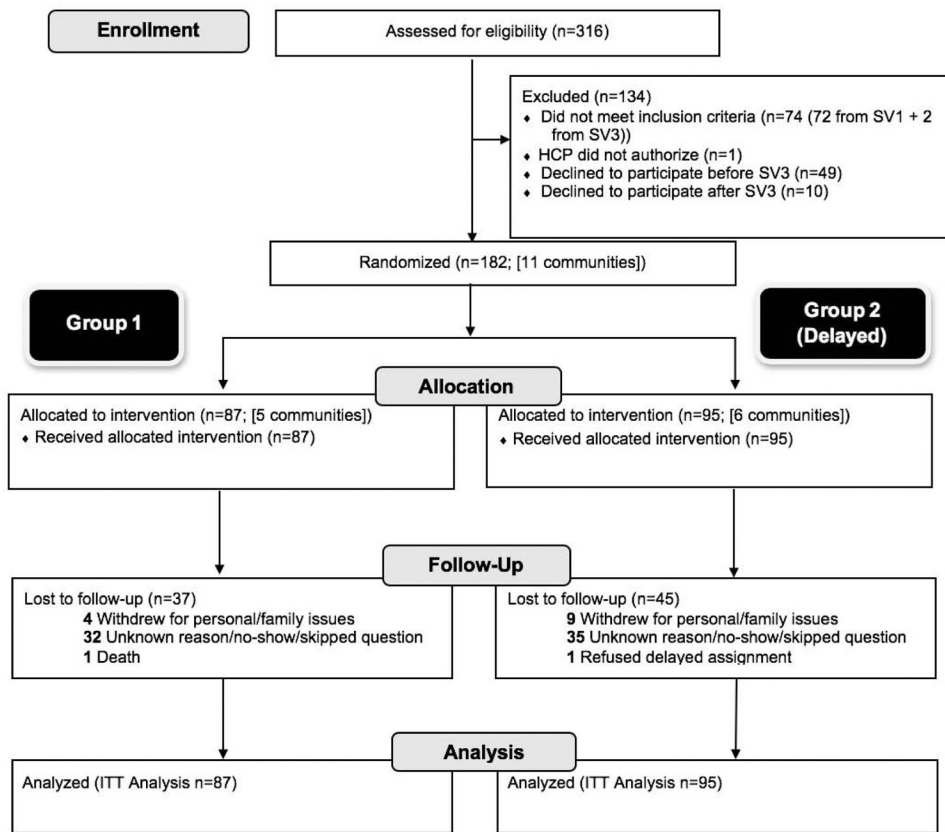 Enrollment
Assessed for eligibility (n=316)
Excluded (n=134)
♦ Did not meet inclusion criteria (n=74 (72 from SV1 + 2
from SV3))
♦ HCP did not authorize (n=1)
♦ Declined to participate before SV3 (n=49)
♦ Declined to participate after SV3 (n=10)
Randomized (n=182; [11 communities])
Group 1
Group 2
(Delayed)
Allocation
Allocated to intervention (n=87; [5 communities])
♦ Received allocated intervention (n=87)
Allocated to intervention (n=95; [6 communities])
♦ Received allocated intervention (n=95)
Follow-Up
Lost to follow-up (n=37)
4 Withdrew for personal/family issues
32 Unknown reason/no-show/skipped question
1 Death
Lost to follow-up (n=45)
9 Withdrew for personal/family issues
35 Unknown reason/no-show/skipped question
1 Refused delayed assignment
Analysis
Analyzed (ITT Analysis n=87)
Analyzed (ITT Analysis n=95)